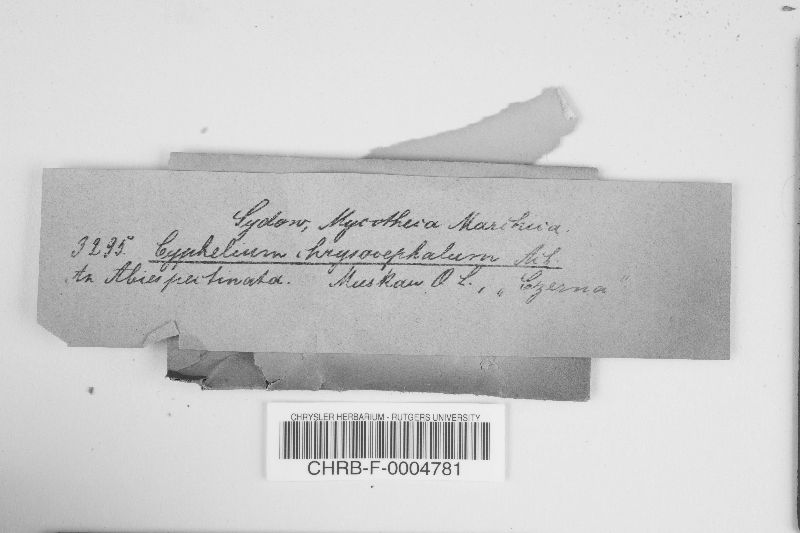 Sydow, Mycotheca Marchica.
3295. Cyphelium chrysocephalum Ach.
An Abies pectinata. Muskau O L., „Czerna"
CHRYSLER HERBARIUM - RUTGERS UNIVERSITY
CHRB-F-0004781